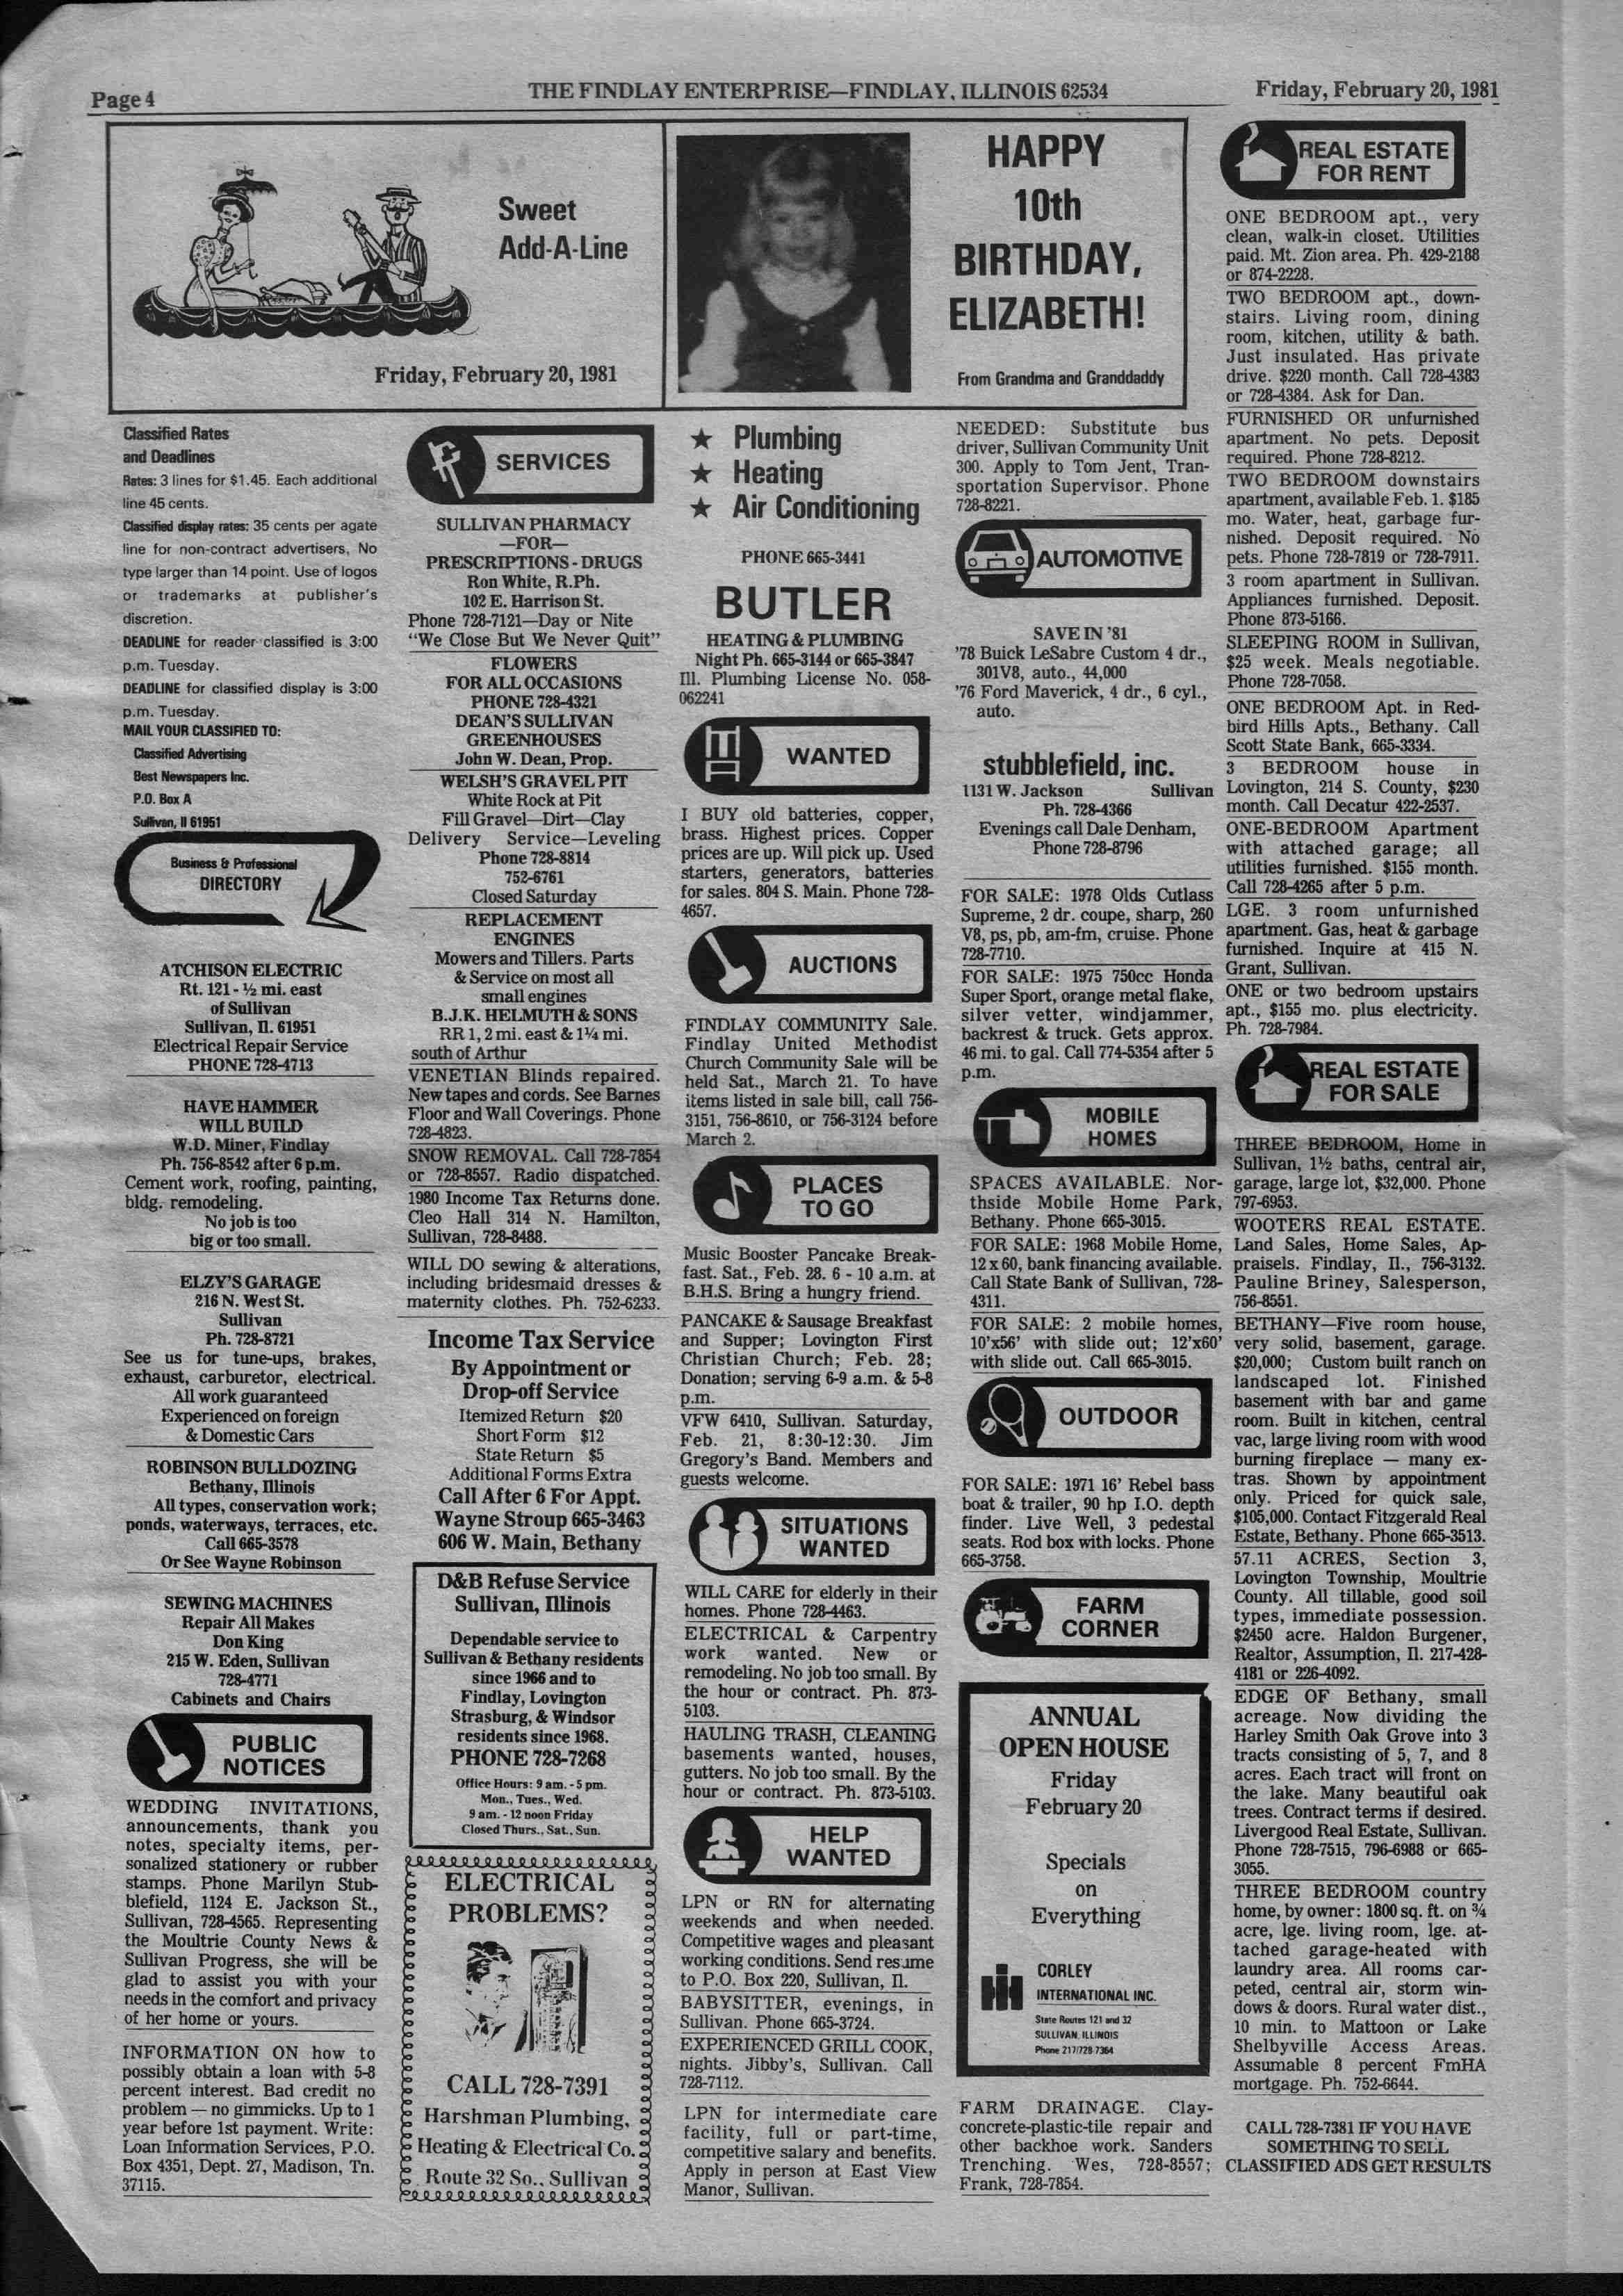 Page 4
THE FINDLAY ENTERPRISE—FINDLAY, ILLINOIS 62534
Friday, February 20, 1981
Sweet
Add-A-Line
Friday, February 20, 1981
HAPPY
10th
BIRTHDAY,
ELIZABETH!
From Grandma and Granddaddy
Classified Rates
and Deadlines
Rates: 3 lines for $1.45. Each additional
line 45 cents.
Classified display rates: 35 cents per agate
line for non-contract advertisers, No
type larger than 14 point. Use of logos
or trademarks at publisher's
discretion.
DEADLINE for reader classified is 3:00
p.m. Tuesday.
DEADLINE for classified display is 3:00
p.m. Tuesday.
MAIL YOUR CLASSIFIED TO:
Classified Advertising
Best Newspapers Inc.
P.O. Box A
Sullivan, Il 61951
Business & Professional
DIRECTORY
ATCHISON ELECTRIC
Rt. 121 - ½ mi. east
of Sullivan
Sullivan, Il. 61951
Electrical Repair Service
PHONE 728-4713
HAVE HAMMER
WILL BUILD
W.D. Miner, Findlay
Ph. 756-8542 after 6 p.m.
Cement work, roofing, painting,
bldg. remodeling.
No job is too
big or too small.
ELZY'S GARAGE
216 N. West St.
Sullivan
Ph. 728-8721
See us for tune-ups, brakes,
exhaust, carburetor, electrical.
All work guaranteed
Experienced on foreign
& Domestic Cars
ROBINSON BULLDOZING
Bethany, Illinois
All types, conservation work;
ponds, waterways, terraces, etc.
Call 665-3578
Or See Wayne Robinson
SEWING MACHINES
Repair All Makes
Don King
215 W. Eden, Sullivan
728-4771
Cabinets and Chairs
PUBLIC
NOTICES
WEDDING INVITATIONS,
announcements, thank you
notes, specialty items, per-
sonalized stationery or rubber
stamps. Phone Marilyn Stub-
blefield, 1124 E. Jackson St.,
Sullivan, 728-4565. Representing
the Moultrie County News &
Sullivan Progress, she will be
glad to assist you with your
needs in the comfort and privacy
of her home or yours.
INFORMATION ON how to
possibly obtain a loan with 5-8
percent interest. Bad credit no
problem — no gimmicks. Up to 1
year before 1st payment. Write:
Loan Information Services, P.O.
Box 4351, Dept. 27, Madison, Tn.
37115.
SERVICES
SULLIVAN PHARMACY
—FOR—
PRESCRIPTIONS - DRUGS
Ron White, R.Ph.
102 E. Harrison St.
Phone 728-7121—Day or Nite
"We Close But We Never Quit"
FLOWERS
FOR ALL OCCASIONS
PHONE 728-4321
DEAN'S SULLIVAN
GREENHOUSES
John W. Dean, Prop.
WELSH'S GRAVEL PIT
White Rock at Pit
Fill Gravel—Dirt—Clay
Delivery Service—Leveling
Phone 728-8814
752-6761
Closed Saturday
REPLACEMENT
ENGINES
Mowers and Tillers. Parts
& Service on most all
small engines
B.J.K. HELMUTH & SONS
RR 1, 2 mi. east & 1¼ mi.
south of Arthur
VENETIAN Blinds repaired.
New tapes and cords. See Barnes
Floor and Wall Coverings. Phone
728-4823.
SNOW REMOVAL. Call 728-7854
or 728-8557. Radio dispatched.
1980 Income Tax Returns done.
Cleo Hall 314 N. Hamilton,
Sullivan, 728-8488.
WILL DO sewing & alterations,
including bridesmaid dresses &
maternity clothes. Ph. 752-6233.
Income Tax Service
By Appointment or
Drop-off Service
Itemized Return $20
Short Form $12
State Return $5
Additional Forms Extra
Call After 6 For Appt.
Wayne Stroup 665-3463
606 W. Main, Bethany
D&B Refuse Service
Sullivan, Illinois
Dependable service to
Sullivan & Bethany residents
since 1966 and to
Findlay, Lovington
Strasburg, & Windsor
residents since 1968.
PHONE 728-7268
Office Hours: 9 am. - 5 pm.
Mon., Tues., Wed.
9 am. - 12 noon Friday
Closed Thurs., Sat., Sun.
ELECTRICAL
PROBLEMS?
CALL 728-7391
Harshman Plumbing,
Heating & Electrical Co.
Route 32 So., Sullivan
★ Plumbing
★ Heating
★ Air Conditioning
PHONE 665-3441
BUTLER
HEATING & PLUMBING
Night Ph. 665-3144 or 665-3847
Ill. Plumbing License No. 058-
062241
WANTED
I BUY old batteries, copper,
brass. Highest prices. Copper
prices are up. Will pick up. Used
starters, generators, batteries
for sales. 804 S. Main. Phone 728-
4657.
AUCTIONS
FINDLAY COMMUNITY Sale.
Findlay United Methodist
Church Community Sale will be
held Sat., March 21. To have
items listed in sale bill, call 756-
3151, 756-8610, or 756-3124 before
March 2.
PLACES
TO GO
Music Booster Pancake Break-
fast. Sat., Feb. 28. 6 - 10 a.m. at
B.H.S. Bring a hungry friend.
PANCAKE & Sausage Breakfast
and Supper; Lovington First
Christian Church; Feb. 28;
Donation; serving 6-9 a.m. & 5-8
p.m.
VFW 6410, Sullivan. Saturday,
Feb. 21, 8:30-12:30. Jim
Gregory's Band. Members and
guests welcome.
SITUATIONS
WANTED
WILL CARE for elderly in their
homes. Phone 728-4463.
ELECTRICAL & Carpentry
work wanted. New or
remodeling. No job too small. By
the hour or contract. Ph. 873-
5103.
HAULING TRASH, CLEANING
basements wanted, houses,
gutters. No job too small. By the
hour or contract. Ph. 873-5103.
HELP
WANTED
LPN or RN for alternating
weekends and when needed.
Competitive wages and pleasant
working conditions. Send resume
to P.O. Box 220, Sullivan, Il.
BABYSITTER, evenings, in
Sullivan. Phone 665-3724.
EXPERIENCED GRILL COOK,
nights. Jibby's, Sullivan. Call
728-7112.
LPN for intermediate care
facility, full or part-time,
competitive salary and benefits.
Apply in person at East View
Manor, Sullivan.
NEEDED: Substitute bus
driver, Sullivan Community Unit
300. Apply to Tom Jent, Tran-
sportation Supervisor. Phone
728-8221.
AUTOMOTIVE
SAVE IN '81
'78 Buick LeSabre Custom 4 dr.,
301V8, auto., 44,000
'76 Ford Maverick, 4 dr., 6 cyl.,
auto.
stubblefield, inc.
1131 W. Jackson Sullivan
Ph. 728-4366
Evenings call Dale Denham,
Phone 728-8796
FOR SALE: 1978 Olds Cutlass
Supreme, 2 dr. coupe, sharp, 260
V8, ps, pb, am-fm, cruise. Phone
728-7710.
FOR SALE: 1975 750cc Honda
Super Sport, orange metal flake,
silver vetter, windjammer,
backrest & truck. Gets approx.
46 mi. to gal. Call 774-5354 after 5
p.m.
MOBILE
HOMES
SPACES AVAILABLE. Nor-
thside Mobile Home Park,
Bethany. Phone 665-3015.
FOR SALE: 1968 Mobile Home,
12 x 60, bank financing available.
Call State Bank of Sullivan, 728-
4311.
FOR SALE: 2 mobile homes,
10'x56' with slide out; 12'x60'
with slide out. Call 665-3015.
OUTDOOR
FOR SALE: 1971 16' Rebel bass
boat & trailer, 90 hp I.O. depth
finder. Live Well, 3 pedestal
seats. Rod box with locks. Phone
665-3758.
FARM
CORNER
ANNUAL
OPEN HOUSE
Friday
February 20
Specials
on
Everything
CORLEY
INTERNATIONAL INC.
State Routes 121 and 32
SULLIVAN, ILLINOIS
Phone 217/728-7364
FARM DRAINAGE. Clay-
concrete-plastic-tile repair and
other backhoe work. Sanders
Trenching. Wes, 728-8557;
Frank, 728-7854.
REAL ESTATE
FOR RENT
ONE BEDROOM apt., very
clean, walk-in closet. Utilities
paid. Mt. Zion area. Ph. 429-2188
or 874-2228.
TWO BEDROOM apt., down-
stairs. Living room, dining
room, kitchen, utility & bath.
Just insulated. Has private
drive. $220 month. Call 728-4383
or 728-4384. Ask for Dan.
FURNISHED OR unfurnished
apartment. No pets. Deposit
required. Phone 728-8212.
TWO BEDROOM downstairs
apartment, available Feb. 1. $185
mo. Water, heat, garbage fur-
nished. Deposit required. No
pets. Phone 728-7819 or 728-7911.
3 room apartment in Sullivan.
Appliances furnished. Deposit.
Phone 873-5166.
SLEEPING ROOM in Sullivan,
$25 week. Meals negotiable.
Phone 728-7058.
ONE BEDROOM Apt. in Red-
bird Hills Apts., Bethany. Call
Scott State Bank, 665-3334.
3 BEDROOM house in
Lovington, 214 S. County, $230
month. Call Decatur 422-2537.
ONE-BEDROOM Apartment
with attached garage; all
utilities furnished. $155 month.
Call 728-4265 after 5 p.m.
LGE. 3 room unfurnished
apartment. Gas, heat & garbage
furnished. Inquire at 415 N.
Grant, Sullivan.
ONE or two bedroom upstairs
apt., $155 mo. plus electricity.
Ph. 728-7984.
REAL ESTATE
FOR SALE
THREE BEDROOM, Home in
Sullivan, 1½ baths, central air,
garage, large lot, $32,000. Phone
797-6953.
WOOTERS REAL ESTATE.
Land Sales, Home Sales, Ap-
praisels. Findlay, Il., 756-3132.
Pauline Briney, Salesperson,
756-8551.
BETHANY—Five room house,
very solid, basement, garage.
$20,000; Custom built ranch on
landscaped lot. Finished
basement with bar and game
room. Built in kitchen, central
vac, large living room with wood
burning fireplace — many ex-
tras. Shown by appointment
only. Priced for quick sale,
$105,000. Contact Fitzgerald Real
Estate, Bethany. Phone 665-3513.
57.11 ACRES, Section 3,
Lovington Township, Moultrie
County. All tillable, good soil
types, immediate possession.
$2450 acre. Haldon Burgener,
Realtor, Assumption, Il. 217-428-
4181 or 226-4092.
EDGE OF Bethany, small
acreage. Now dividing the
Harley Smith Oak Grove into 3
tracts consisting of 5, 7, and 8
acres. Each tract will front on
the lake. Many beautiful oak
trees. Contract terms if desired.
Livergood Real Estate, Sullivan.
Phone 728-7515, 796-6988 or 665-
3055.
THREE BEDROOM country
home, by owner: 1800 sq. ft. on ¾
acre, lge. living room, lge. at-
tached garage-heated with
laundry area. All rooms car-
peted, central air, storm win-
dows & doors. Rural water dist.,
10 min. to Mattoon or Lake
Shelbyville Access Areas.
Assumable 8 percent FmHA
mortgage. Ph. 752-6644.
CALL 728-7381 IF YOU HAVE
SOMETHING TO SELL
CLASSIFIED ADS GET RESULTS